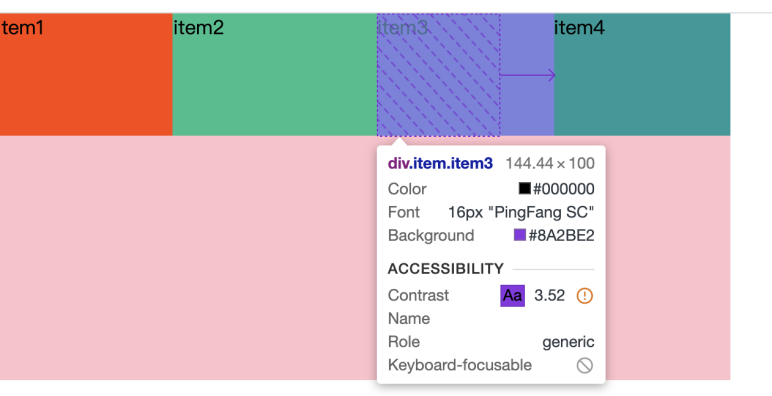 tem1 item2 item3 item4
div.item.item3 144.44 × 100
Color #000000
Font 16px "PingFang SC"
Background #8A2BE2
ACCESSIBILITY
Contrast Aa 3.52
Name
Role generic
Keyboard-focusable